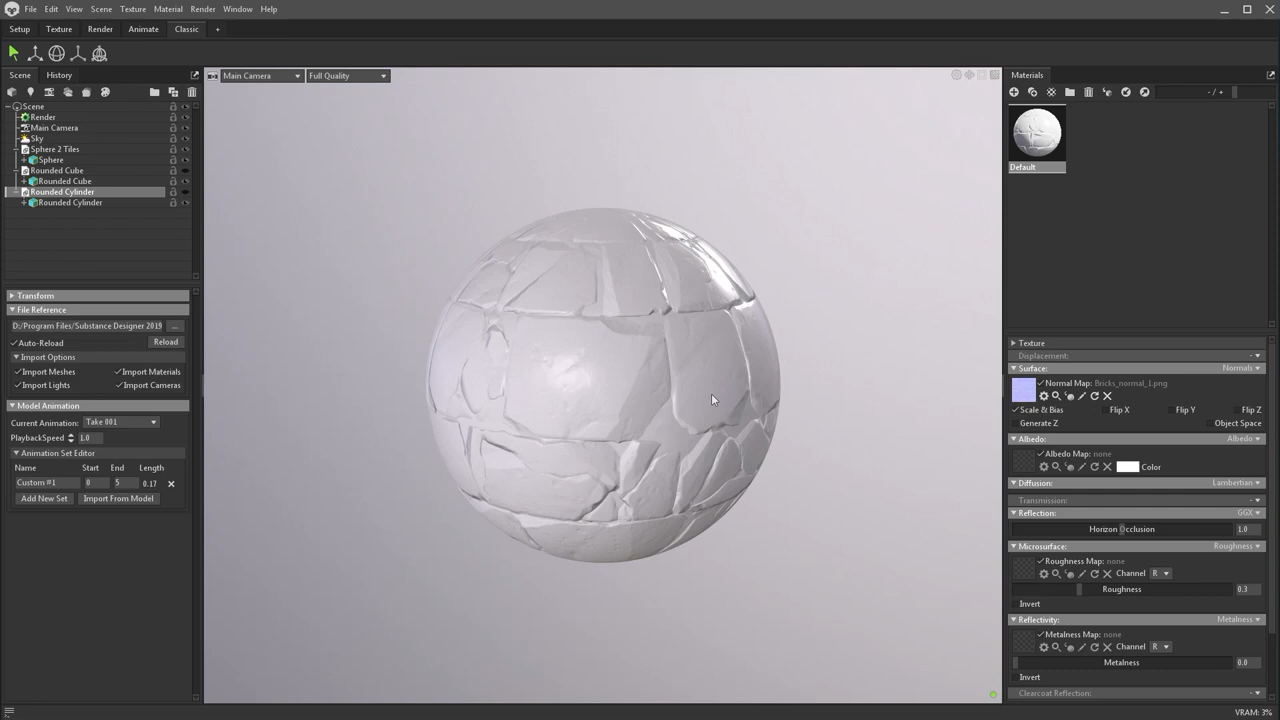 File Edit View Scene Texture Material Render Window Help
Setup Texture Render Animate Classic +
Scene History
Main Camera Full Quality
Scene
Render
Main Camera
Sky
Sphere 2 Tiles
Sphere
Rounded Cube
Rounded Cube
Rounded Cylinder
Rounded Cylinder
Transform
File Reference
D:/Program Files/Substance Designer 2019 ...
Auto-Reload Reload
Import Options
Import Meshes Import Materials
Import Lights Import Cameras
Model Animation
Current Animation: Take 001
PlaybackSpeed 1.0
Animation Set Editor
Name Start End Length
Custom #1 0 5 0.17
Add New Set Import From Model
Materials
- / +
Default
Texture
Displacement: -
Surface: Normals
Normal Map: Bricks_normal_1.png
Scale & Bias Flip X Flip Y Flip Z
Generate Z Object Space
Albedo: Albedo
Albedo Map: none
Color
Diffusion: Lambertian
Transmission: -
Reflection: GGX
Horizon Occlusion 1.0
Microsurface: Roughness
Roughness Map: none
Channel R
Roughness 0.3
Invert
Reflectivity: Metalness
Metalness Map: none
Channel R
Metalness 0.0
Invert
Clearcoat Reflection: -
VRAM: 3%